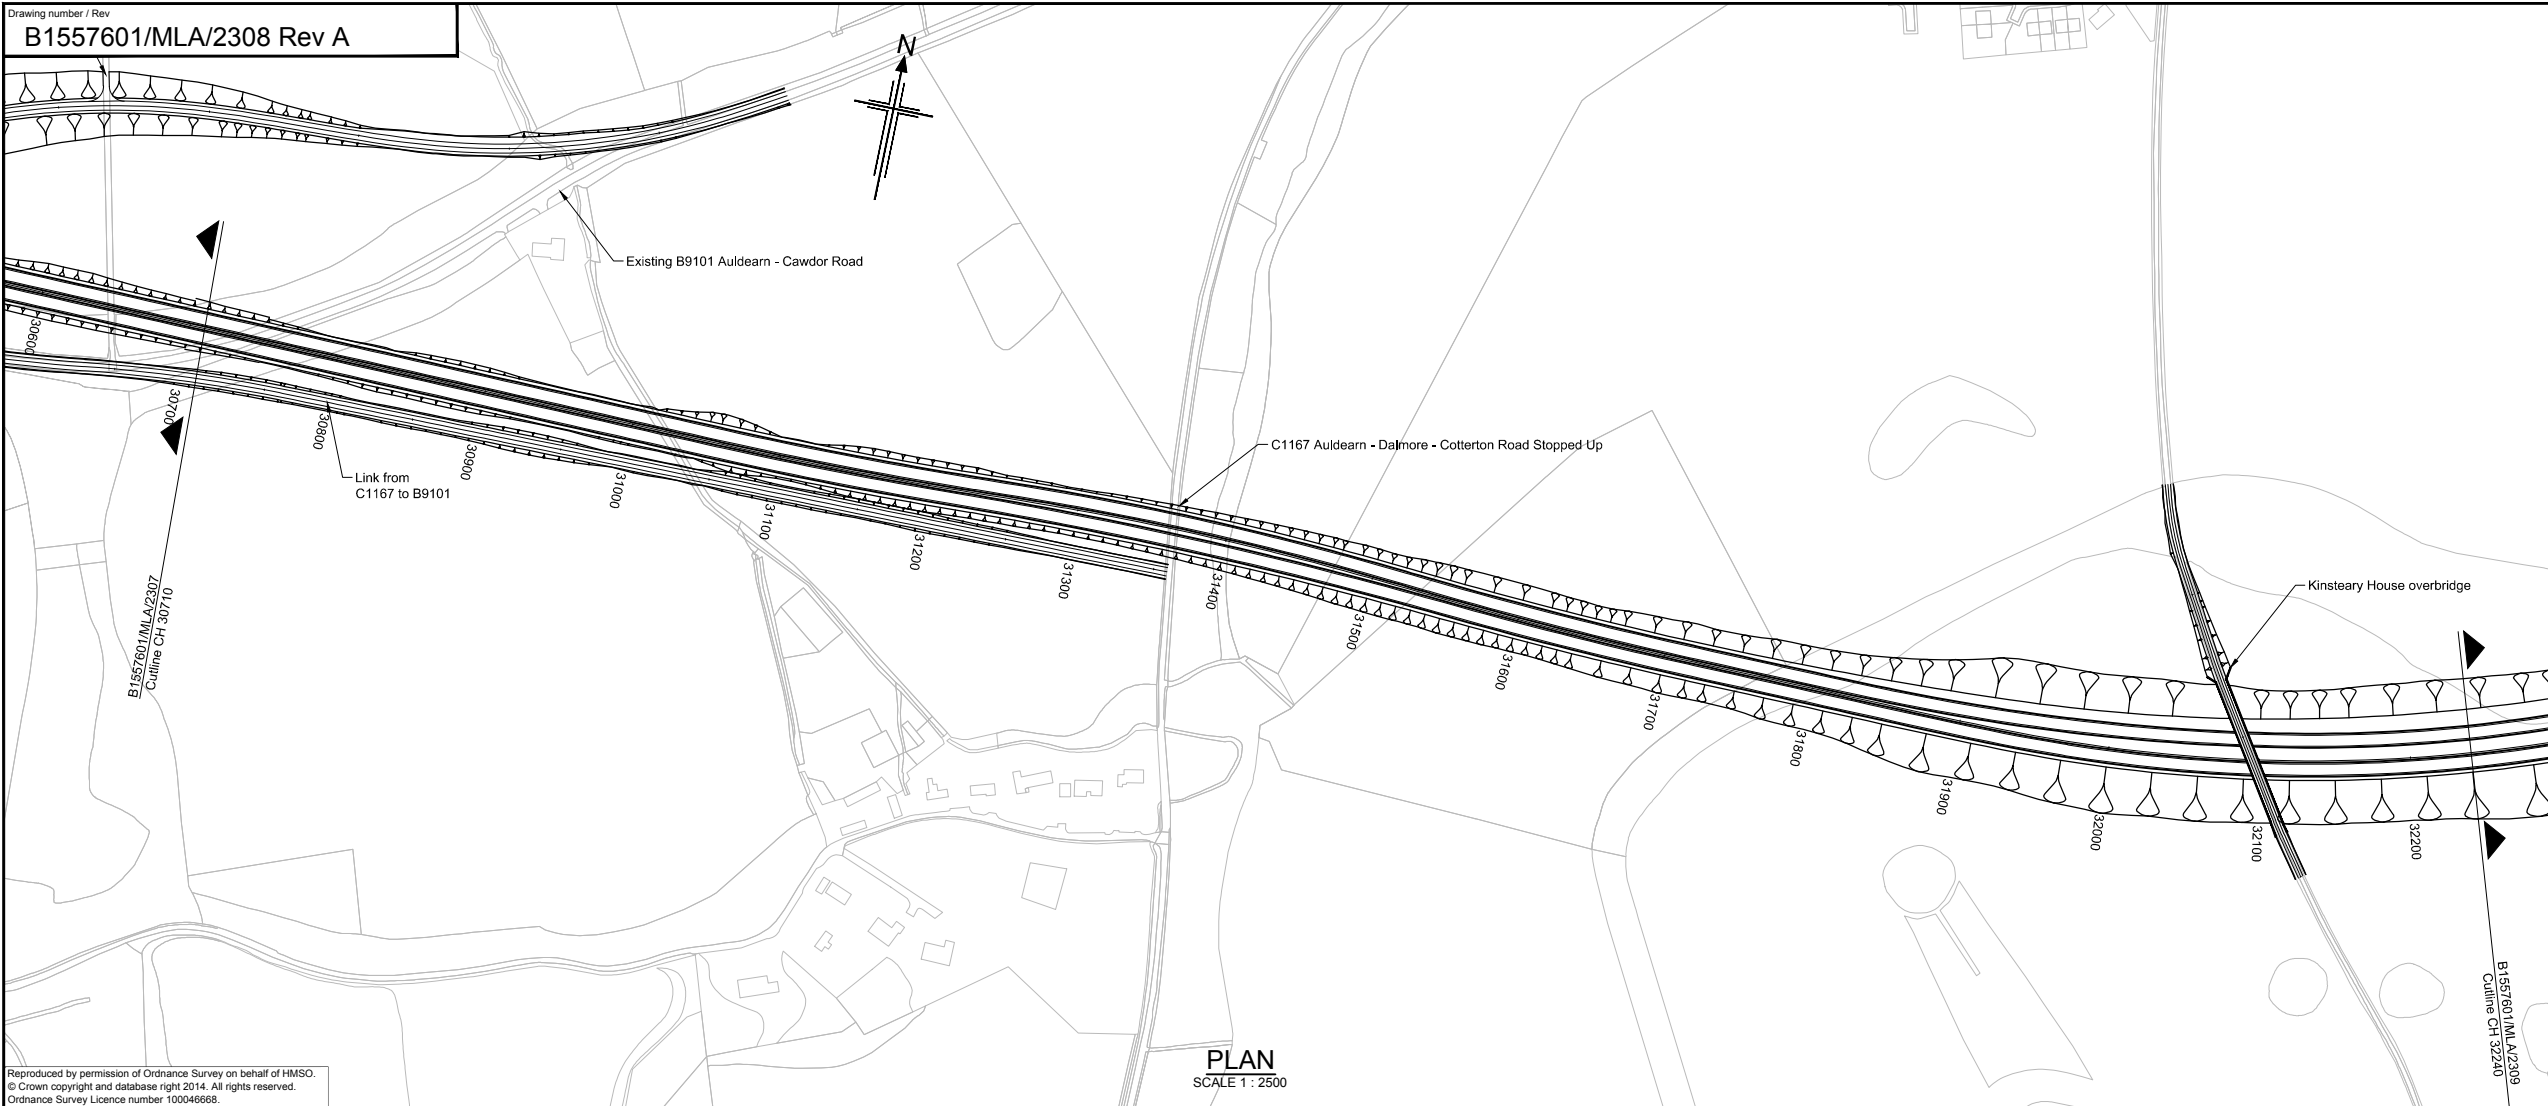 Drawing number / Rev
B1557601/MLA/2308 Rev A
N
Existing B9101 Auldearn - Cawdor Road
30600
30700
30800
30900
31000
31100
31200
31300
31400
31500
31600
31700
31800
31900
32000
32100
32200
Link from
C1167 to B9101
C1167 Auldearn - Dalmore - Cotterton Road Stopped Up
Kinsteary House overbridge
B1557601/MLA/2307
Cutline CH 30710
B1557601/MLA/2309
Cutline CH 32240
PLAN
SCALE 1 : 2500
Reproduced by permission of Ordnance Survey on behalf of HMSO.
© Crown copyright and database right 2014. All rights reserved.
Ordnance Survey Licence number 100046668.